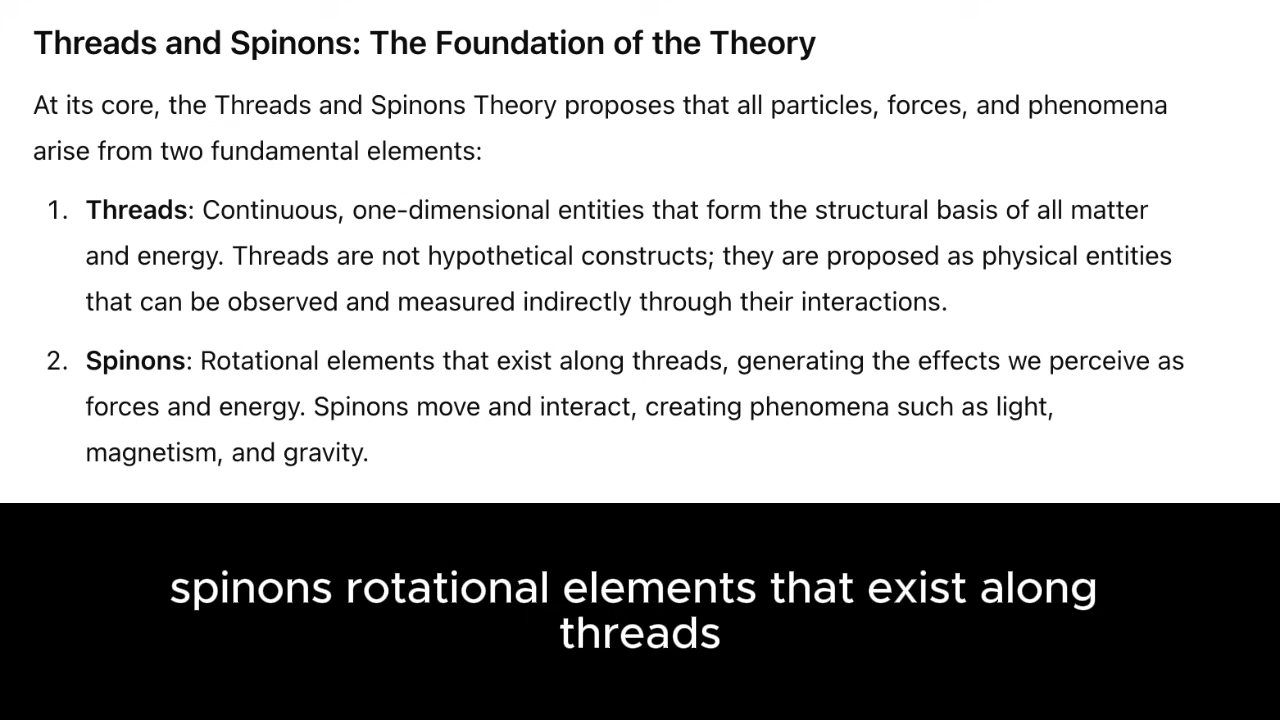 Threads and Spinons: The Foundation of the Theory
At its core, the Threads and Spinons Theory proposes that all particles, forces, and phenomena
arise from two fundamental elements:
1. Threads: Continuous, one-dimensional entities that form the structural basis of all matter
and energy. Threads are not hypothetical constructs; they are proposed as physical entities
that can be observed and measured indirectly through their interactions.
2. Spinons: Rotational elements that exist along threads, generating the effects we perceive as
forces and energy. Spinons move and interact, creating phenomena such as light,
magnetism, and gravity.
spinons rotational elements that exist along
threads